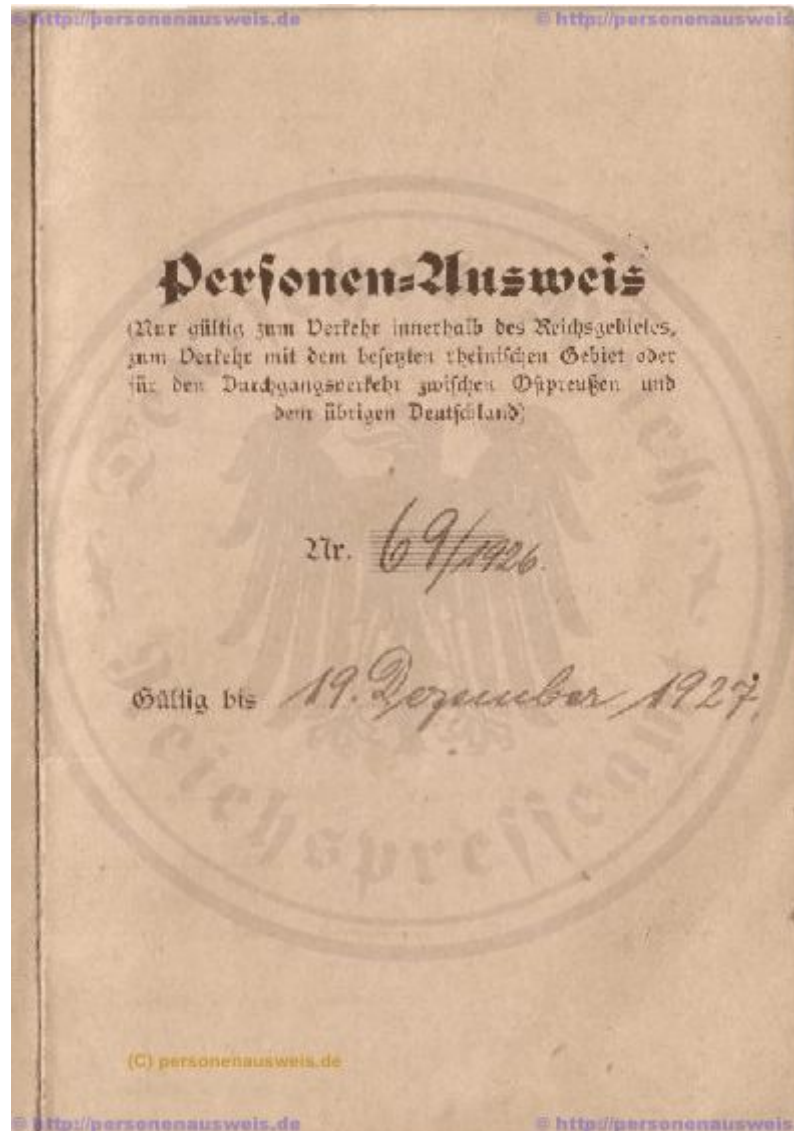 © http://personenausweis.de © http://personenausweis
Personen-Ausweis
(Nur gültig zum Verkehr innerhalb des Reichsgebietes,
zum Verkehr mit dem besetzten rheinischen Gebiet oder
für den Durchgangsverkehr zwischen Ostpreußen und
dem übrigen Deutschland)
Nr. 69/1926.
Gültig bis 19. Dezember 1927.
(C) personenausweis.de
© http://personenausweis.de © http://personenausweis